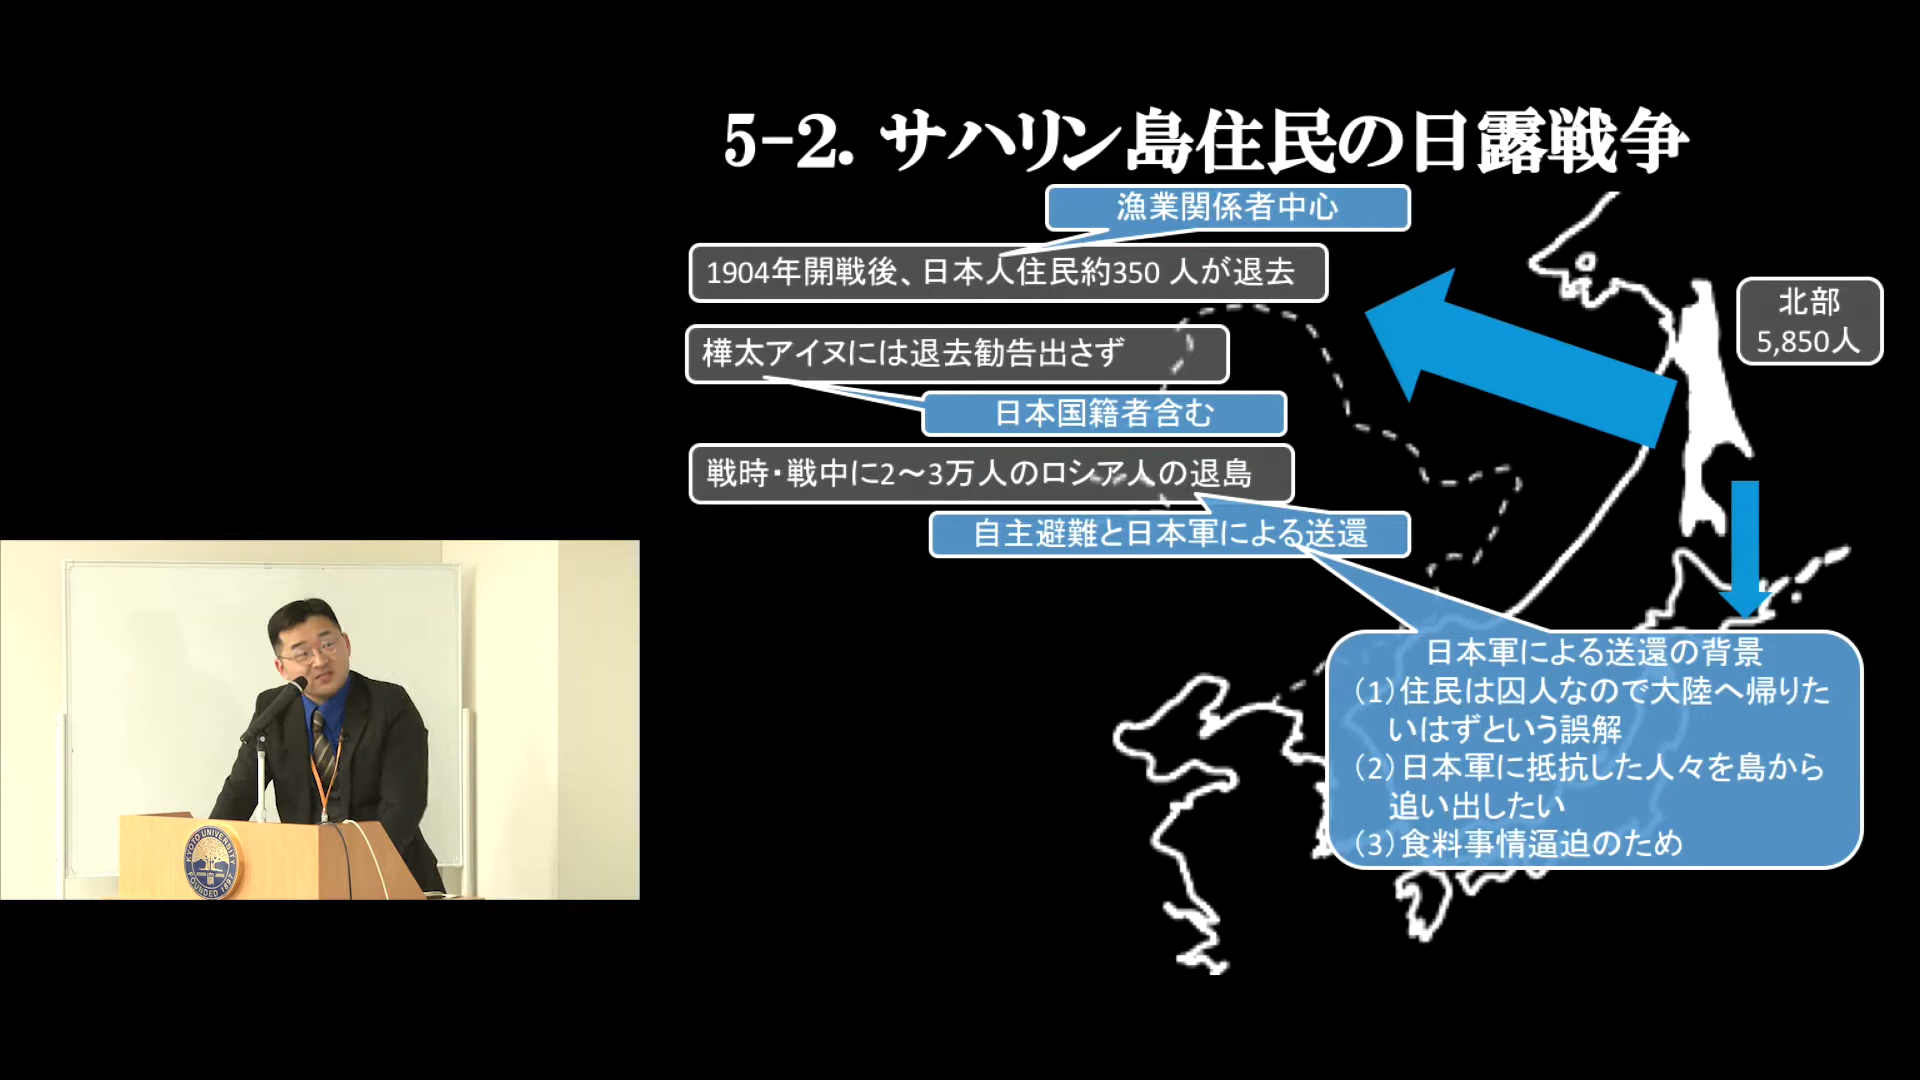 5-2. サハリン島住民の日露戦争
漁業関係者中心
1904年開戦後、日本人住民約350 人が退去
北部
5,850人
樺太アイヌには退去勧告出さず
日本国籍者含む
戦時・戦中に2～3万人のロシア人の退島
自主避難と日本軍による送還
日本軍による送還の背景
（1）住民は囚人なので大陸へ帰りた
いはずという誤解
（2）日本軍に抵抗した人々を島から
追い出したい
（3）食料事情逼迫のため
KYOTO UNIVERSITY
FOUNDED 1897